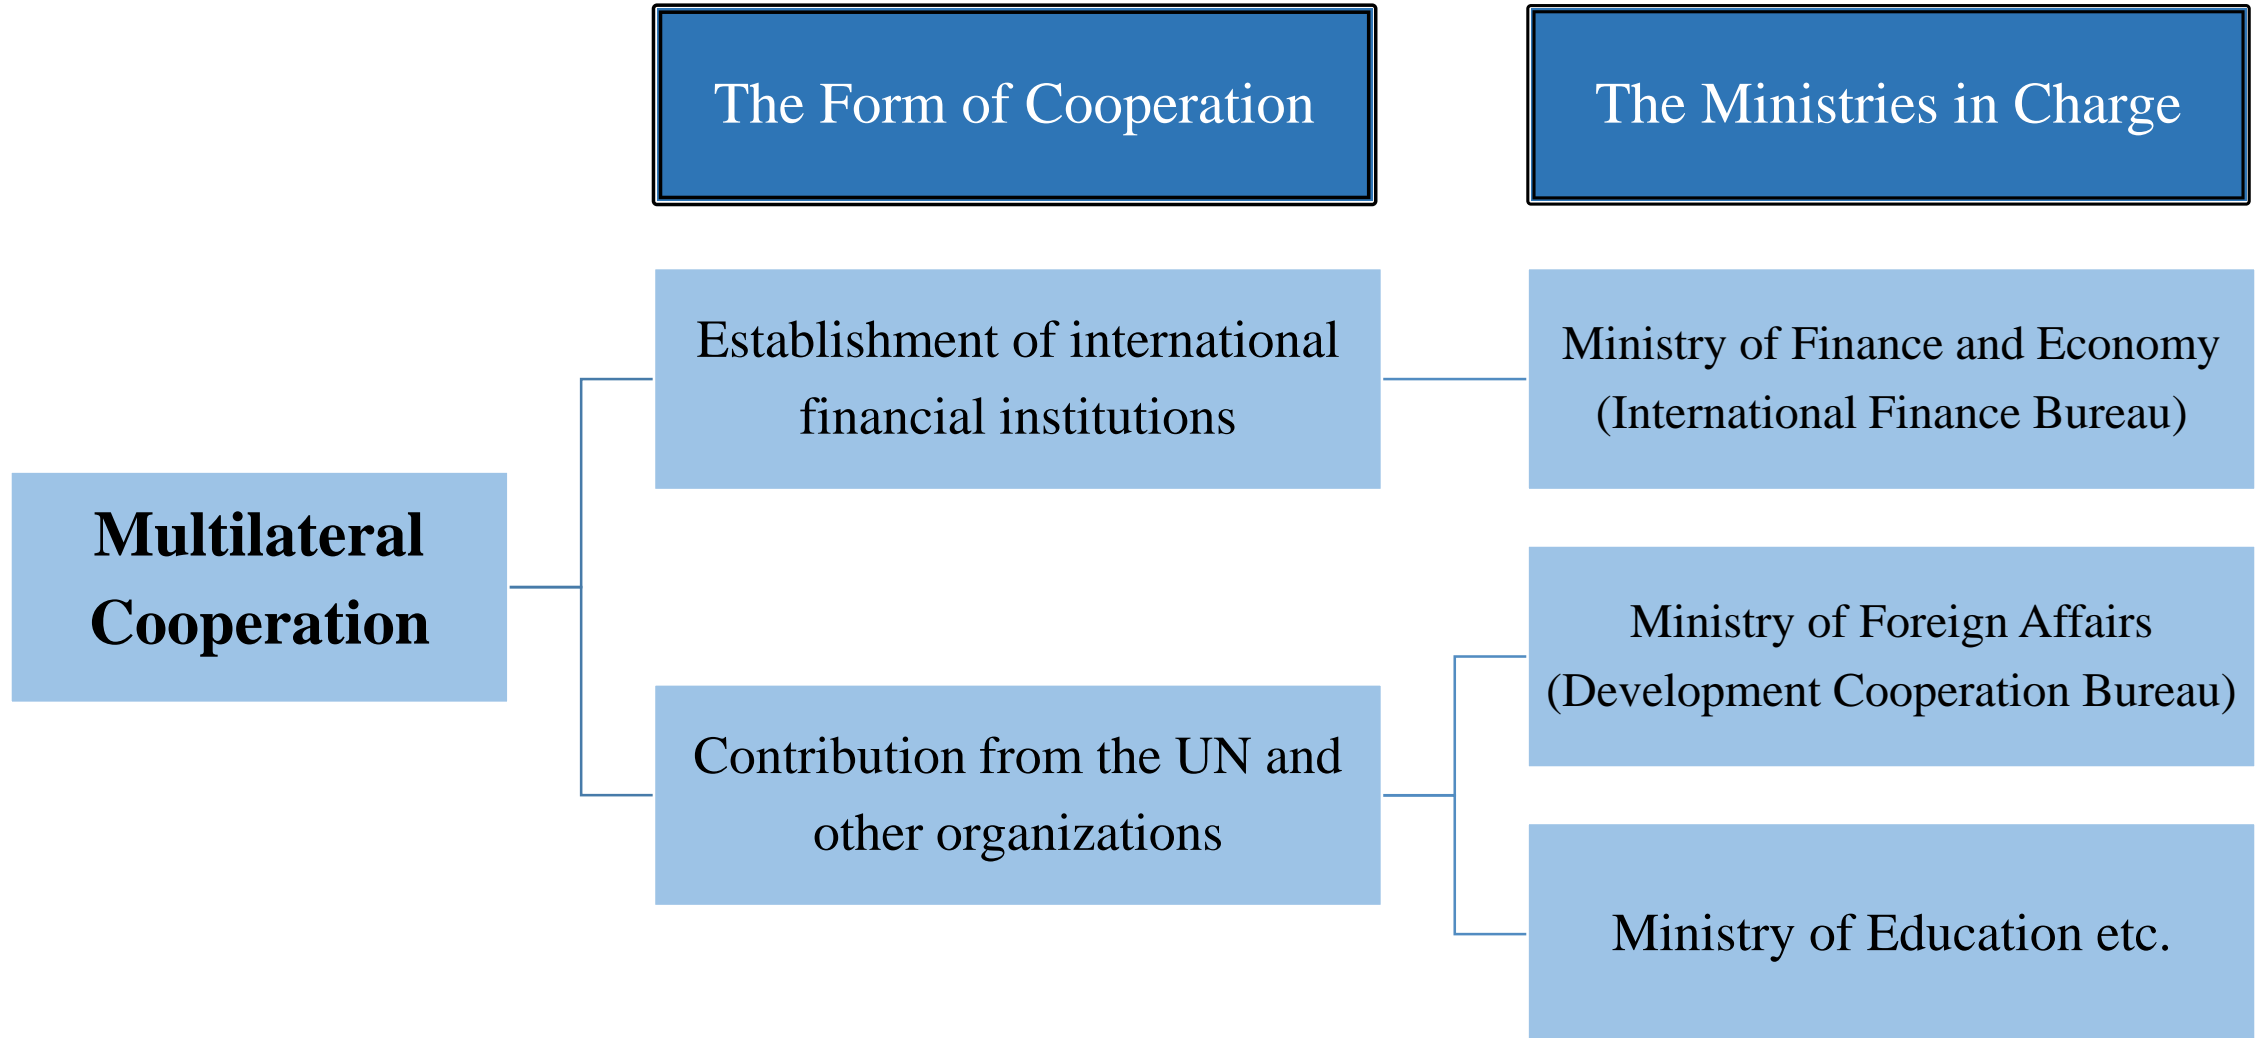 The Form of Cooperation
The Ministries in Charge
Establishment of international
financial institutions
Ministry of Finance and Economy
(International Finance Bureau)
Multilateral
Cooperation
Contribution from the UN and
other organizations
Ministry of Foreign Affairs
(Development Cooperation Bureau)
Ministry of Education etc.